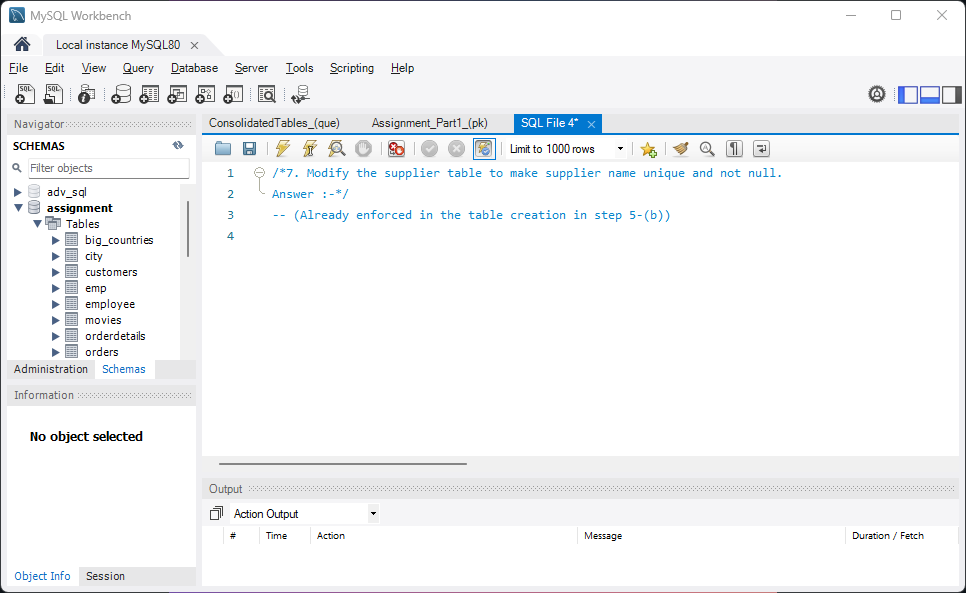 MySQL Workbench
Local instance MySQL80
File Edit View Query Database Server Tools Scripting Help
Navigator
SCHEMAS
Filter objects
adv_sql
assignment
Tables
big_countries
city
customers
emp
employee
movies
orderdetails
orders
Administration Schemas
Information
No object selected
Object Info Session
ConsolidatedTables_(que) Assignment_Part1_(pk) SQL File 4*
Limit to 1000 rows
1 /*7. Modify the supplier table to make supplier name unique and not null.
2 Answer :-*/
3 -- (Already enforced in the table creation in step 5-(b))
4
Output
Action Output
# Time Action Message Duration / Fetch